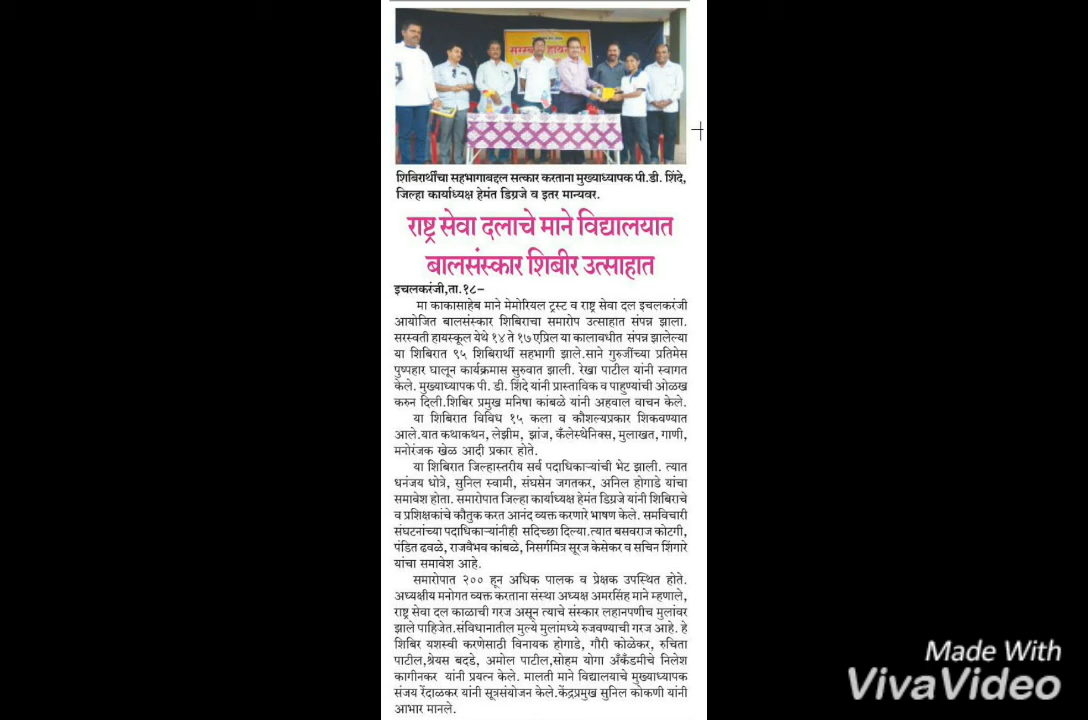 सरस्वती हायस्कूल
शिबिरार्थींचा सहभागाबद्दल सत्कार करताना मुख्याध्यापक पी.डी. शिंदे,
जिल्हा कार्याध्यक्ष हेमंत डिग्रजे व इतर मान्यवर.
राष्ट्र सेवा दलाचे माने विद्यालयात
बालसंस्कार शिबीर उत्साहात
इचलकरंजी,ता.१८–
मा काकासाहेब माने मेमोरियल ट्रस्ट व राष्ट्र सेवा दल इचलकरंजी
आयोजित बालसंस्कार शिबिराचा समारोप उत्साहात संपन्न झाला.
सरस्वती हायस्कूल येथे १४ ते १७ एप्रिल या कालावधीत संपन्न झालेल्या
या शिबिरात ९५ शिबिरार्थी सहभागी झाले.साने गुरुजींच्या प्रतिमेस
पुष्पहार घालून कार्यक्रमास सुरुवात झाली. रेखा पाटील यांनी स्वागत
केले. मुख्याध्यापक पी. डी. शिंदे यांनी प्रास्ताविक व पाहुण्यांची ओळख
करुन दिली.शिबिर प्रमुख मनिषा कांबळे यांनी अहवाल वाचन केले.
या शिबिरात विविध १५ कला व कौशल्यप्रकार शिकवण्यात
आले.यात कथाकथन, लेझीम, झांज, कॅलेस्थेनिक्स, मुलाखत, गाणी,
मनोरंजक खेळ आदी प्रकार होते.
या शिबिरात जिल्हास्तरीय सर्व पदाधिकाऱ्यांची भेट झाली. त्यात
धनंजय धोत्रे, सुनिल स्वामी, संघसेन जगतकर, अनिल होगाडे यांचा
समावेश होता. समारोपात जिल्हा कार्याध्यक्ष हेमंत डिग्रजे यांनी शिबिराचे
व प्रशिक्षकांचे कौतुक करत आनंद व्यक्त करणारे भाषण केले. समविचारी
संघटनांच्या पदाधिकाऱ्यांनीही सदिच्छा दिल्या.त्यात बसवराज कोटगी,
पंडित ढवळे, राजवैभव कांबळे, निसर्गमित्र सूरज केसेकर व सचिन शिंगारे
यांचा समावेश आहे.
समारोपात २०० हून अधिक पालक व प्रेक्षक उपस्थित होते.
अध्यक्षीय मनोगत व्यक्त करताना संस्था अध्यक्ष अमरसिंह माने म्हणाले,
राष्ट्र सेवा दल काळाची गरज असून त्याचे संस्कार लहानपणीच मुलांवर
झाले पाहिजेत.संविधानातील मुल्ये मुलांमध्ये रुजवण्याची गरज आहे. हे
शिबिर यशस्वी करणेसाठी विनायक होगाडे, गौरी कोळेकर, रुचिता
पाटील,श्रेयस बदडे, अमोल पाटील,सोहम योगा अँकँडमीचे निलेश
कागीनकर यांनी प्रयत्न केले. मालती माने विद्यालयाचे मुख्याध्यापक
संजय रेंदाळकर यांनी सूत्रसंयोजन केले.केंद्रप्रमुख सुनिल कोकणी यांनी
आभार मानले.
Made With
VivaVideo